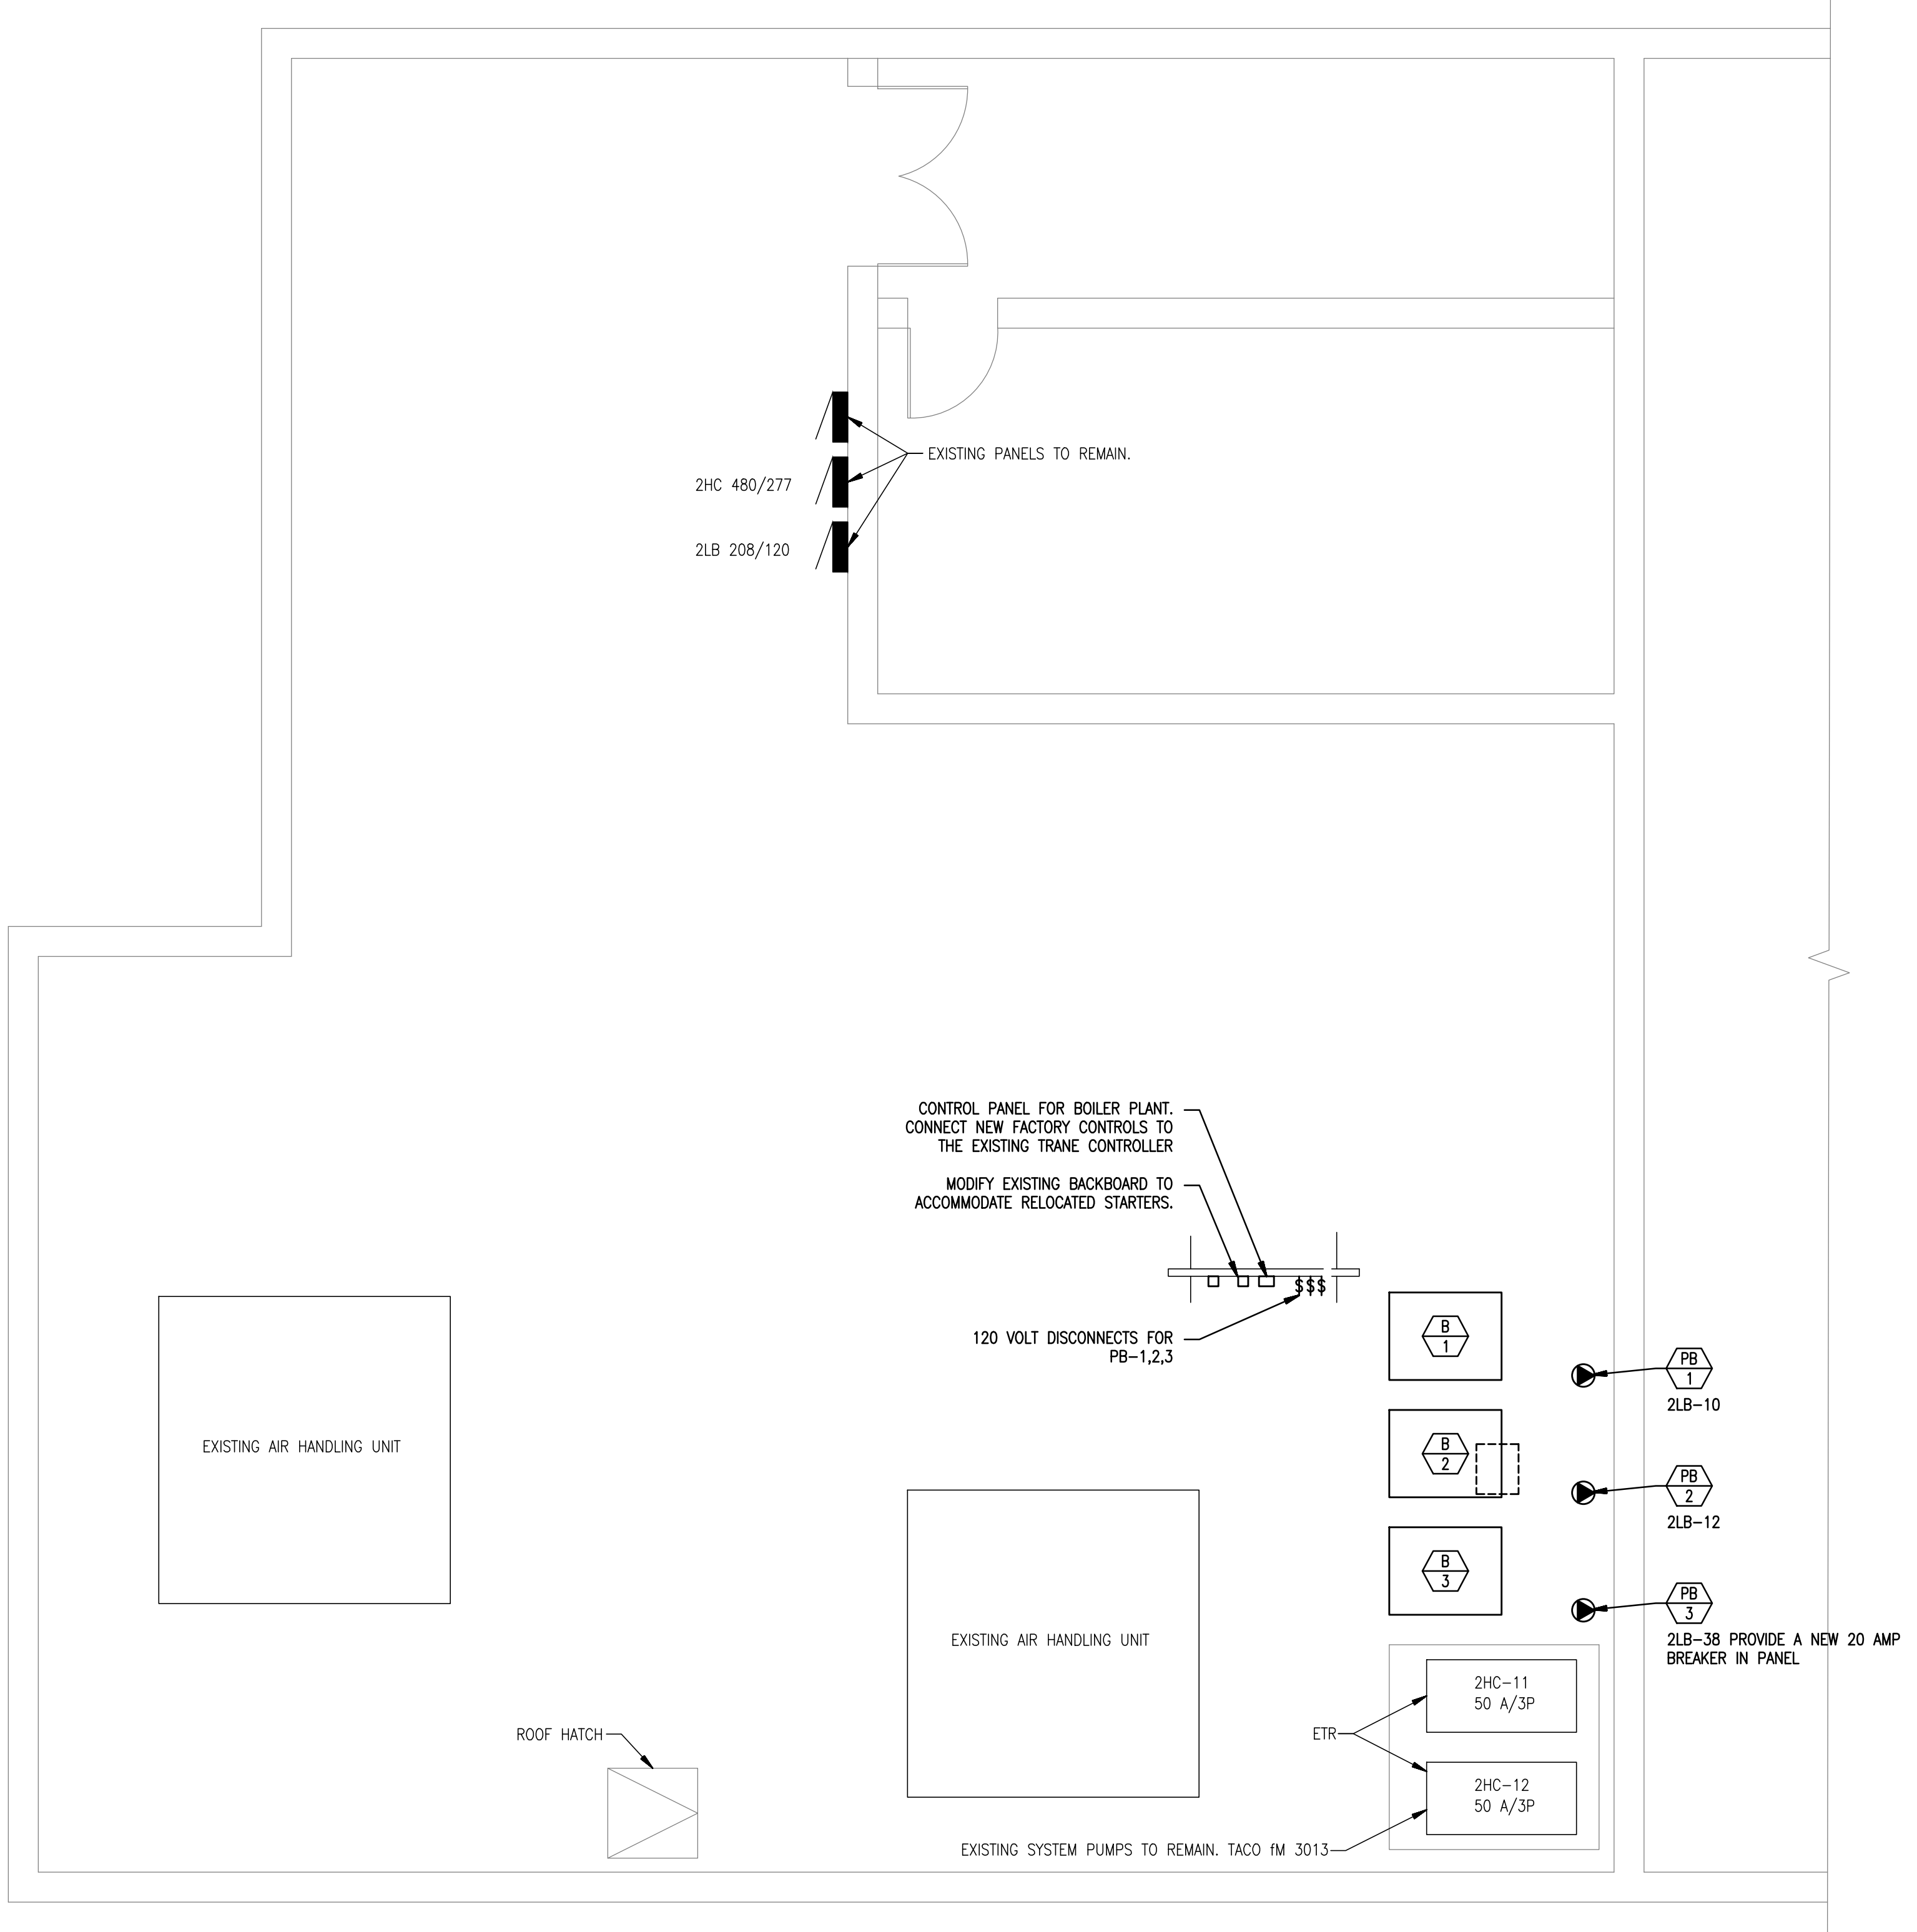 EXISTING PANELS TO REMAIN.
2HC 480/277
2LB 208/120
CONTROL PANEL FOR BOILER PLANT.
CONNECT NEW FACTORY CONTROLS TO
THE EXISTING TRANE CONTROLLER
MODIFY EXISTING BACKBOARD TO
ACCOMMODATE RELOCATED STARTERS.
$$$
120 VOLT DISCONNECTS FOR
PB-1,2,3
B
1
PB
1
2LB-10
EXISTING AIR HANDLING UNIT
B
2
PB
2
2LB-12
B
3
PB
3
2LB-38 PROVIDE A NEW 20 AMP
BREAKER IN PANEL
EXISTING AIR HANDLING UNIT
2HC-11
50 A/3P
ROOF HATCH
ETR
2HC-12
50 A/3P
EXISTING SYSTEM PUMPS TO REMAIN. TACO fM 3013